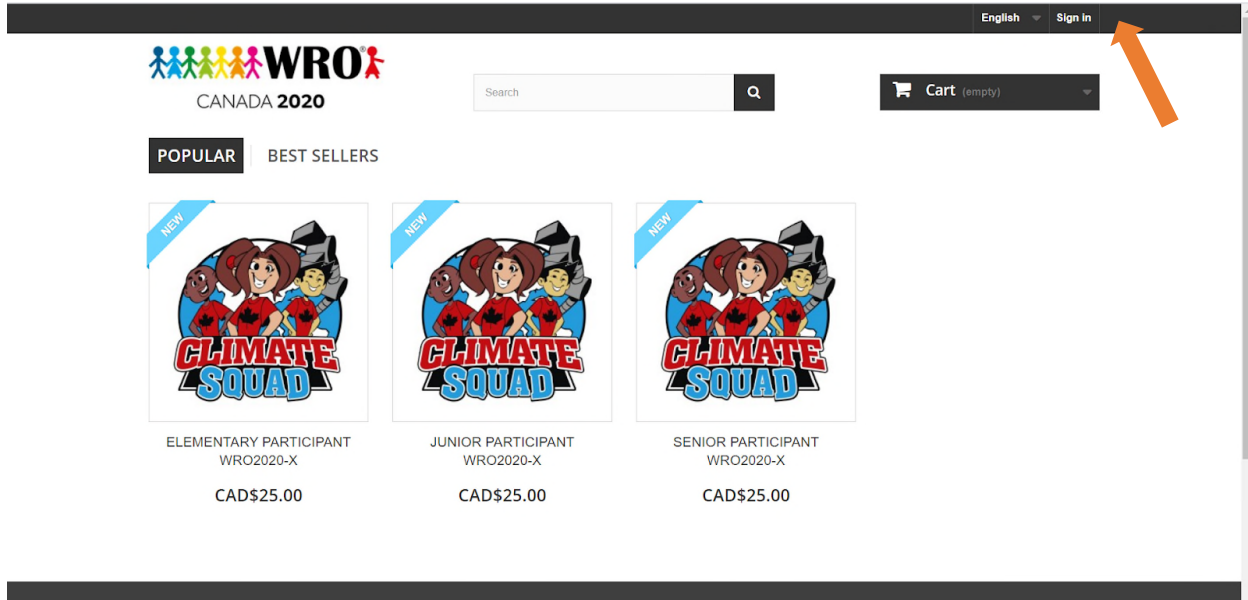 English Sign in
WRO®
CANADA 2020
Search
Cart (empty)
POPULAR BEST SELLERS
NEW NEW NEW
CLIMATE CLIMATE CLIMATE
SQUAD SQUAD SQUAD
ELEMENTARY PARTICIPANT JUNIOR PARTICIPANT SENIOR PARTICIPANT
WRO2020-X WRO2020-X WRO2020-X
CAD$25.00 CAD$25.00 CAD$25.00